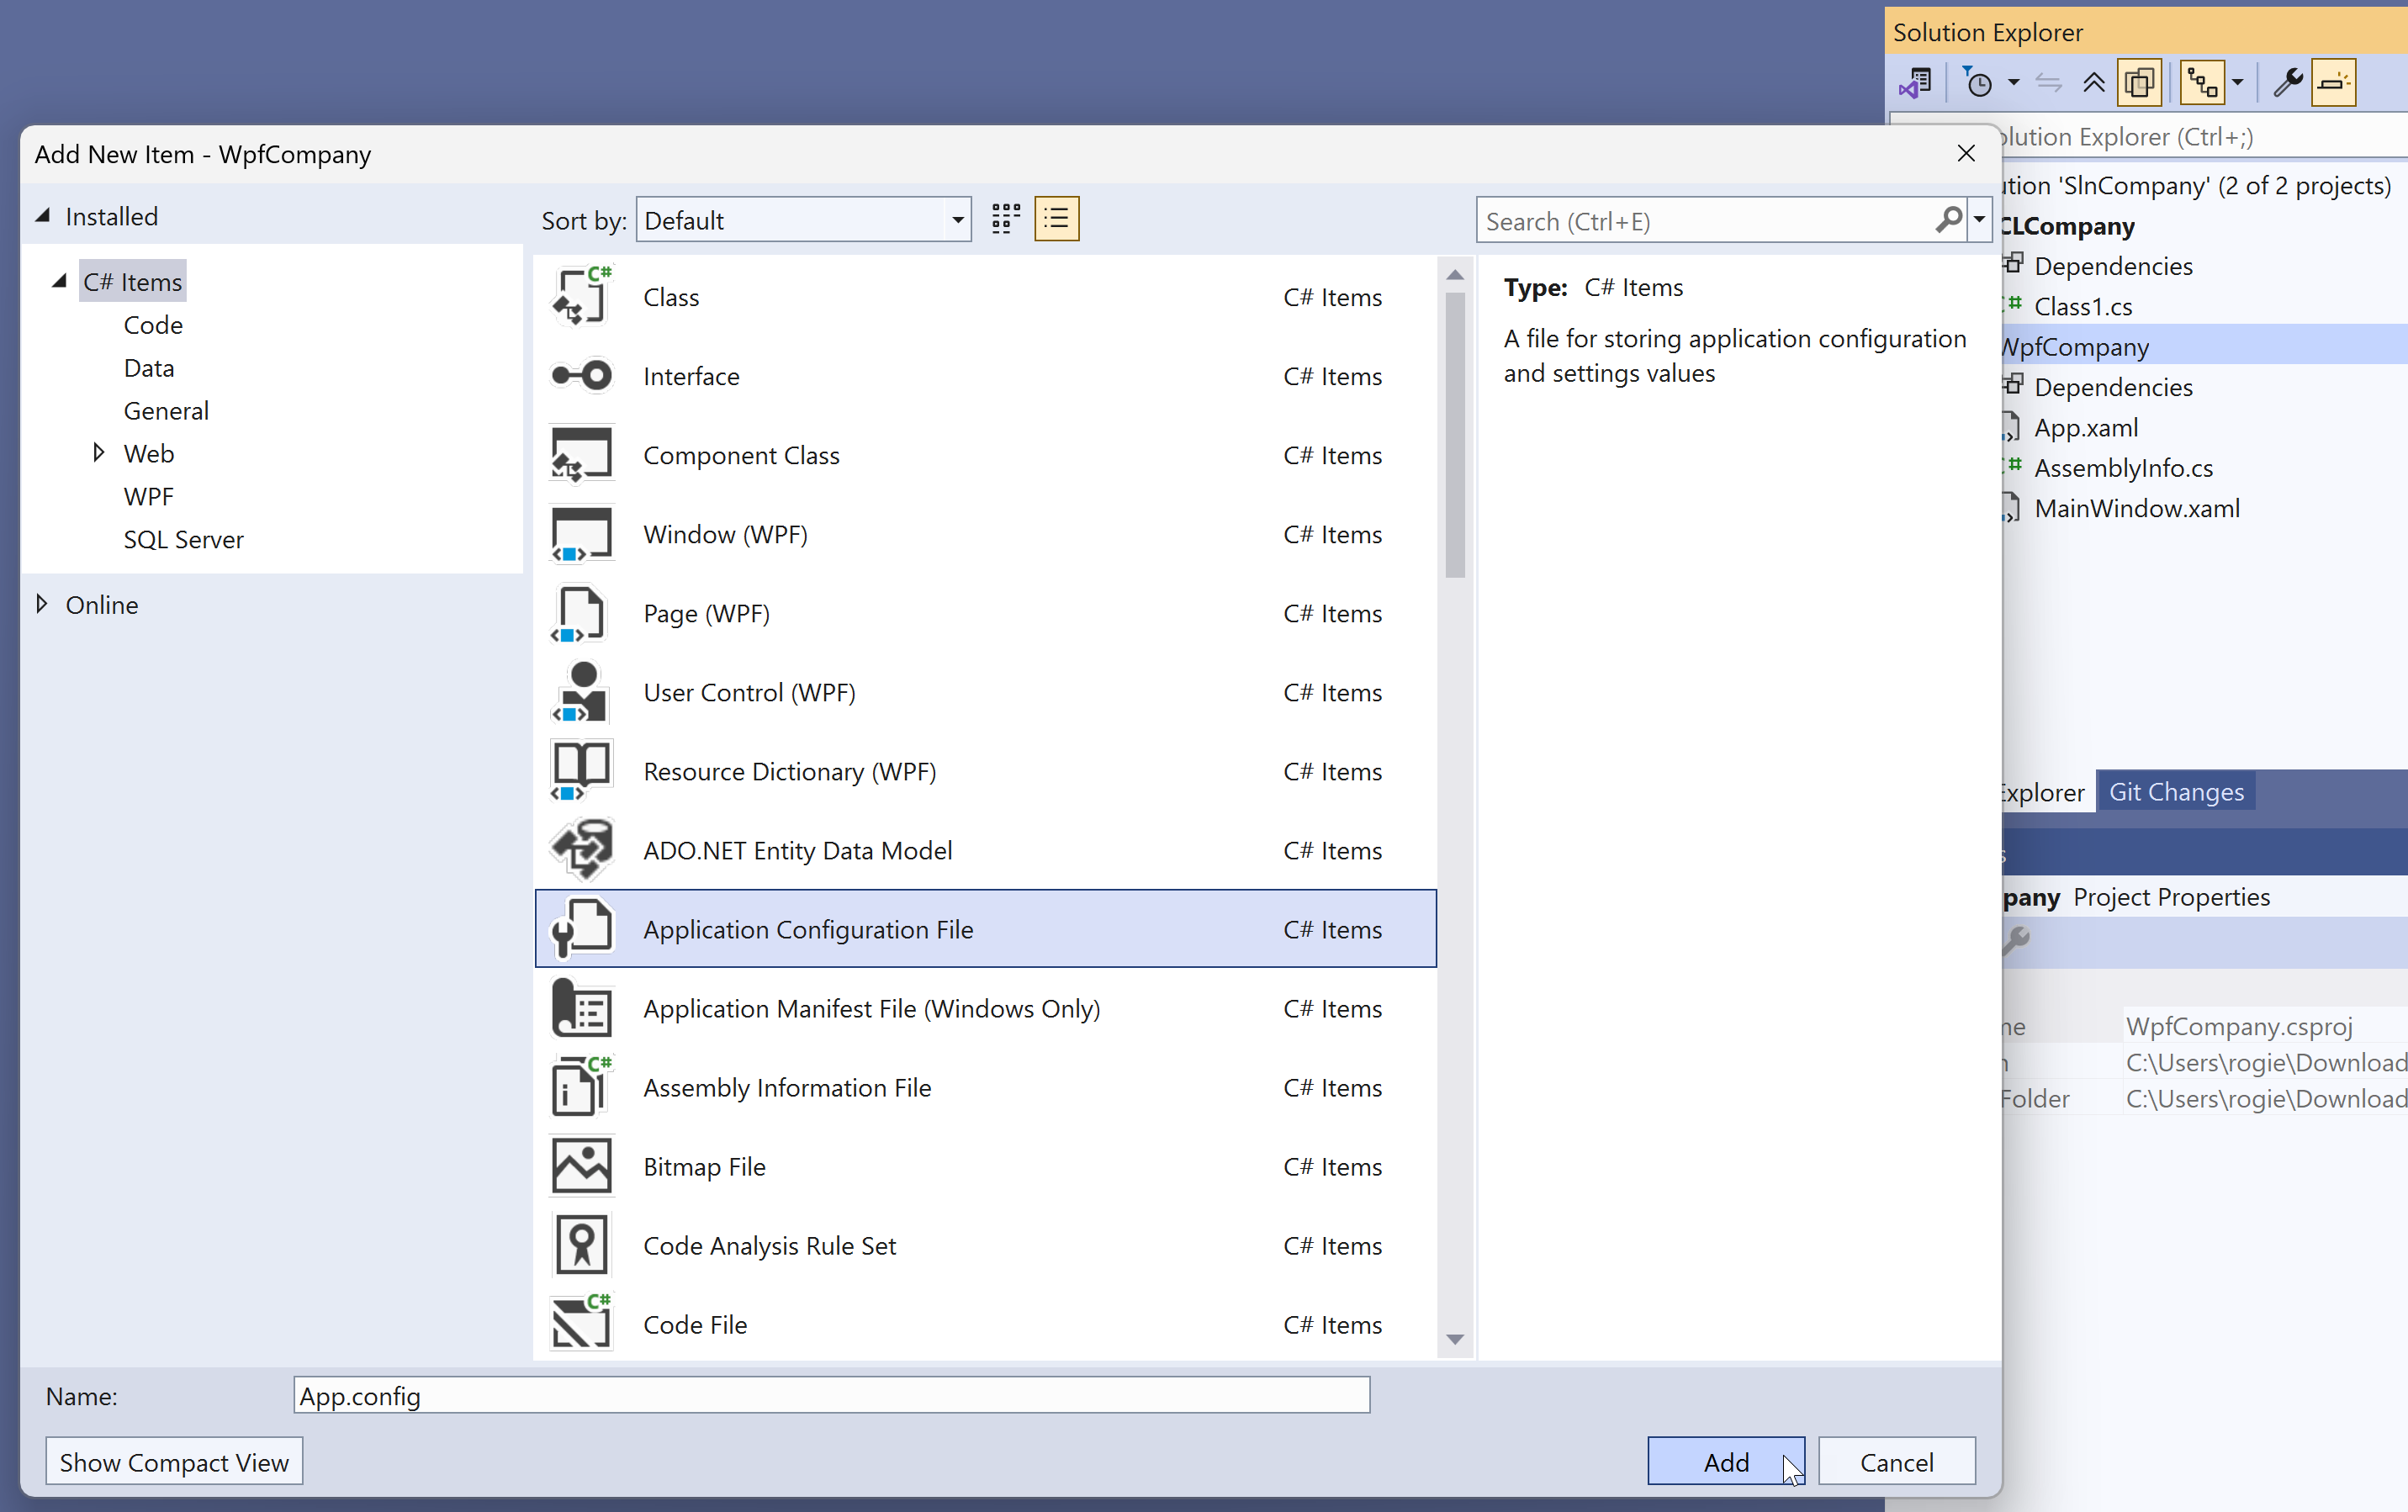 Solution Explorer
Add New Item - WpfCompany
Installed
C# Items
Code
Data
General
Web
WPF
SQL Server
Online
Sort by: Default
Search (Ctrl+E)
Class C# Items
Interface C# Items
Component Class C# Items
Window (WPF) C# Items
Page (WPF) C# Items
User Control (WPF) C# Items
Resource Dictionary (WPF) C# Items
ADO.NET Entity Data Model C# Items
Application Configuration File C# Items
Application Manifest File (Windows Only) C# Items
Assembly Information File C# Items
Bitmap File C# Items
Code Analysis Rule Set C# Items
Code File C# Items
Type: C# Items
A file for storing application configuration
and settings values
Name: App.config
Show Compact View
Add
Cancel
olution Explorer (Ctrl+;)
ution 'SlnCompany' (2 of 2 projects)
CLCompany
Dependencies
Class1.cs
WpfCompany
Dependencies
App.xaml
AssemblyInfo.cs
MainWindow.xaml
Explorer
Git Changes
pany Project Properties
me WpfCompany.csproj
C:\Users\rogie\Download
Folder C:\Users\rogie\Download